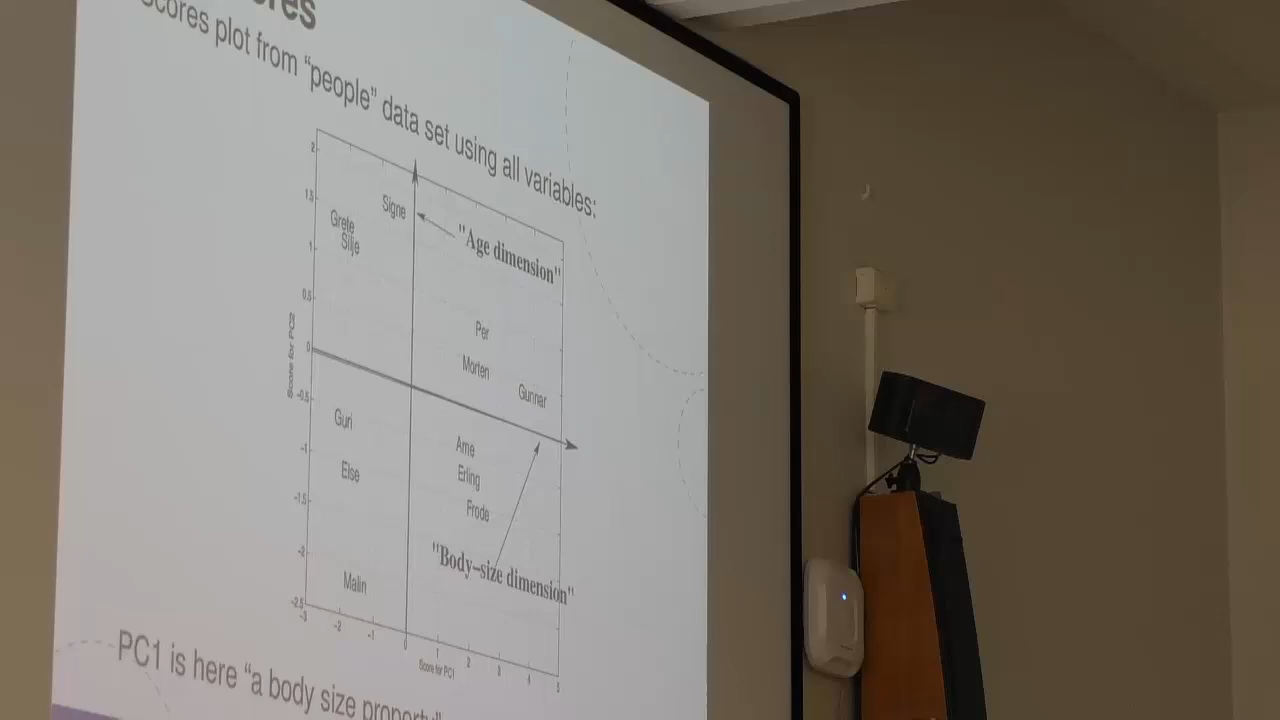 Scores plot from “people” data set using all variables:
2
1.5
Signe
Grete
Silje
"Age dimension"
1
0.5
Per
Morten
Gunnar
0
Score for PC2
-0.5
Guri
Arne
Erling
-1
Else
Frode
-1.5
"Body-size dimension"
-2
Malin
-2.5
-3 -2 -1 0 1 2 3 4 5
Score for PC1
PC1 is here “a body size property”